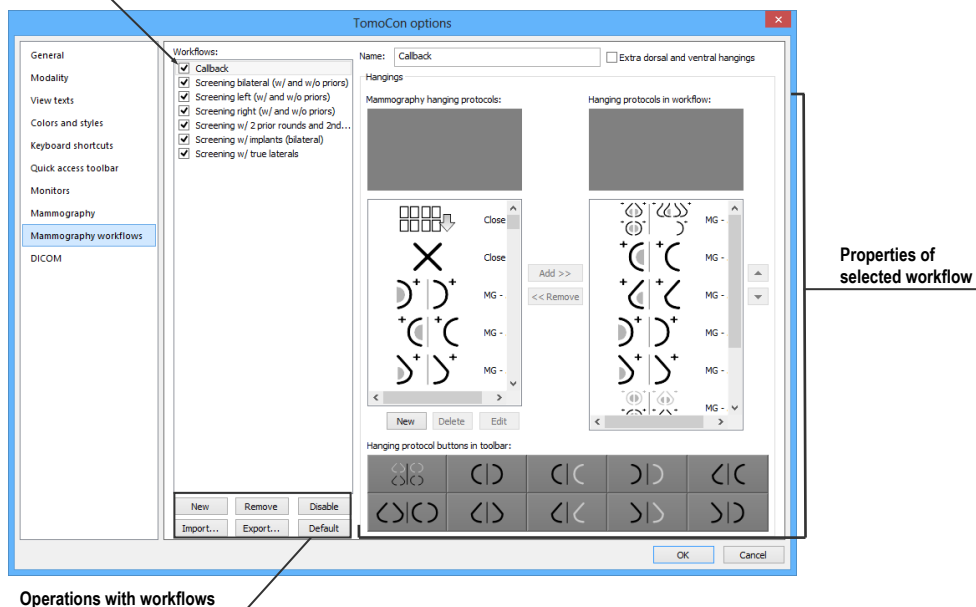 TomoCon options
General
Modality
View texts
Colors and styles
Keyboard shortcuts
Quick access toolbar
Monitors
Mammography
Mammography workflows
DICOM
Workflows:
Callback
Screening bilateral (w/ and w/o priors)
Screening left (w/ and w/o priors)
Screening right (w/ and w/o priors)
Screening w/ 2 prior rounds and 2nd...
Screening w/ implants (bilateral)
Screening w/ true laterals
New Remove Disable
Import... Export... Default
Name: Callback Extra dorsal and ventral hangings
Hangings
Mammography hanging protocols:
Close
Close
MG -
MG -
MG -
New Delete Edit
Add >>
<< Remove
Hanging protocols in workflow:
MG -
MG -
MG -
MG -
MG -
MG -
Hanging protocol buttons in toolbar:
OK Cancel
Properties of
selected workflow
Operations with workflows